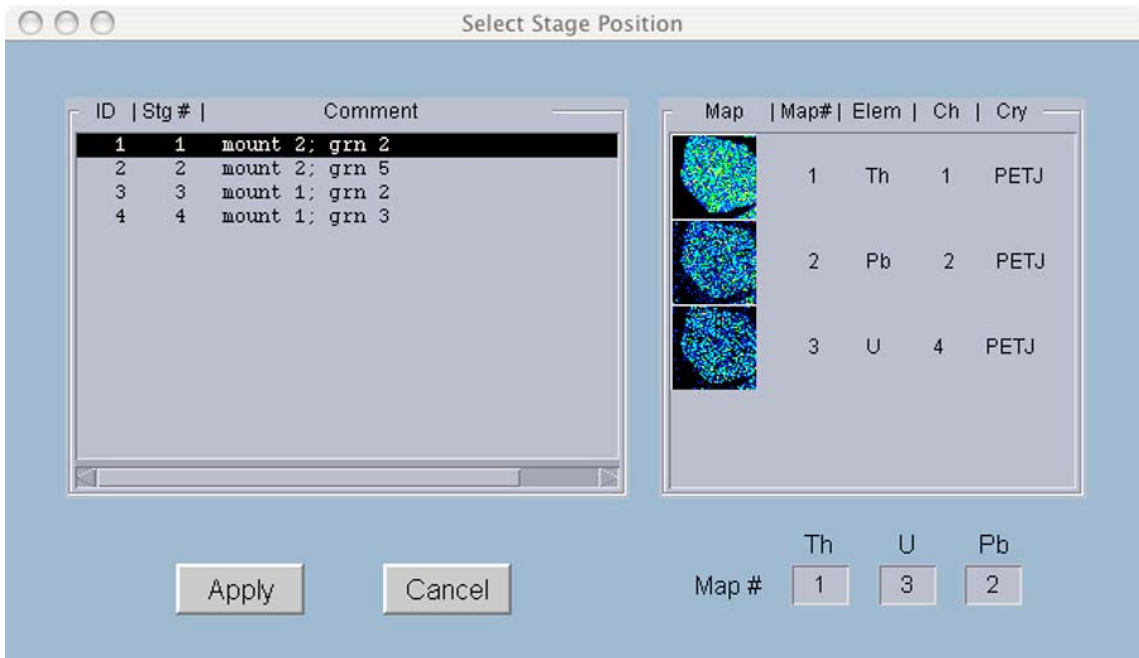 Select Stage Position
ID | Stg # | Comment
1 1 mount 2; grn 2
2 2 mount 2; grn 5
3 3 mount 1; grn 2
4 4 mount 1; grn 3
Map | Map# | Elem | Ch | Cry
1 Th 1 PETJ
2 Pb 2 PETJ
3 U 4 PETJ
Apply
Cancel
Th U Pb
Map # 1 3 2